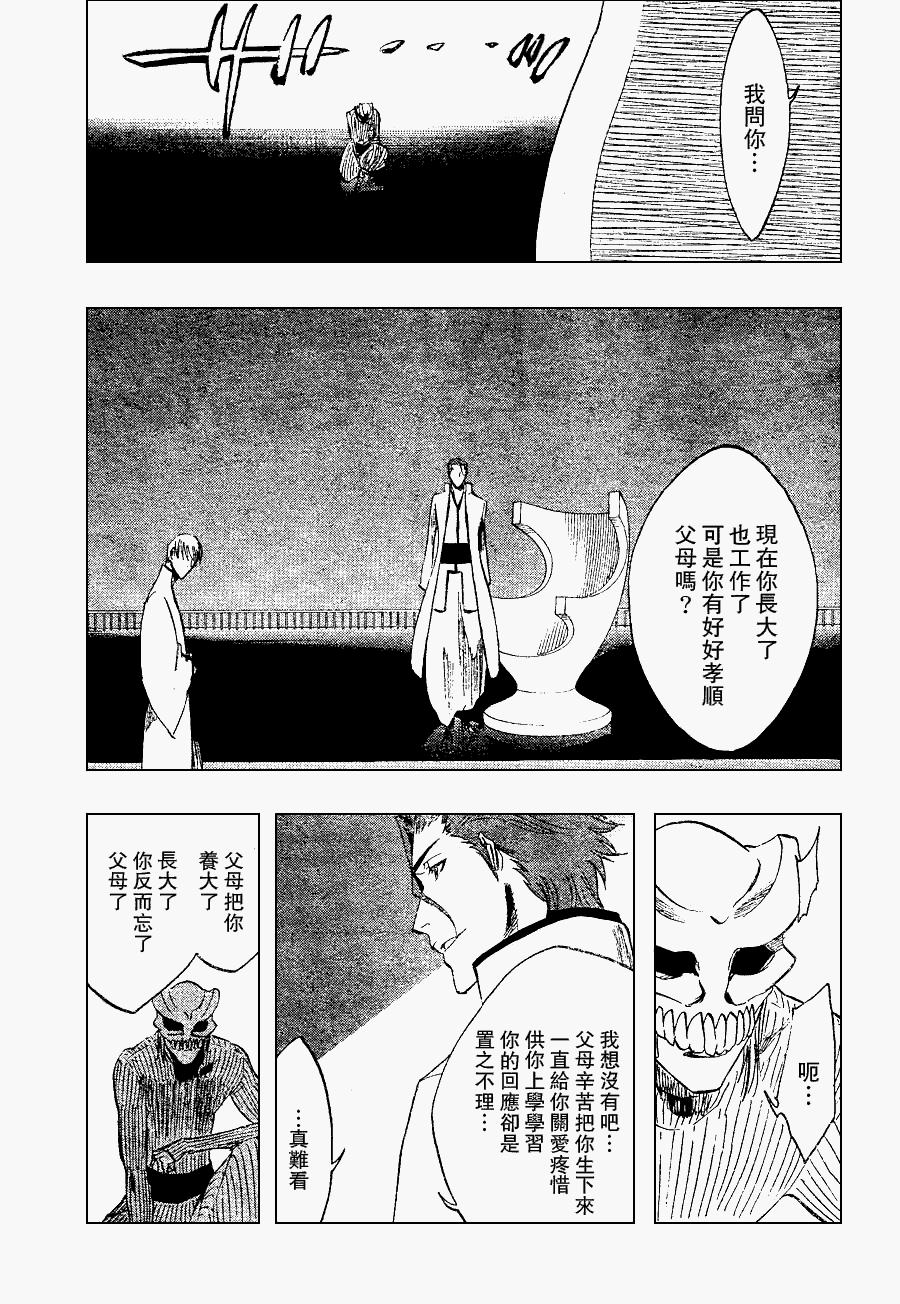 我問你…
現在你長大了
也工作了
可是你有好好孝順
父母嗎？
呃…
我想沒有吧…
父母辛苦把你生下來
一直給你關愛疼惜
供你上學學習
你的回應卻是
置之不理…
…真難看
父母把你
養大了
長大了
你反而忘了
父母了